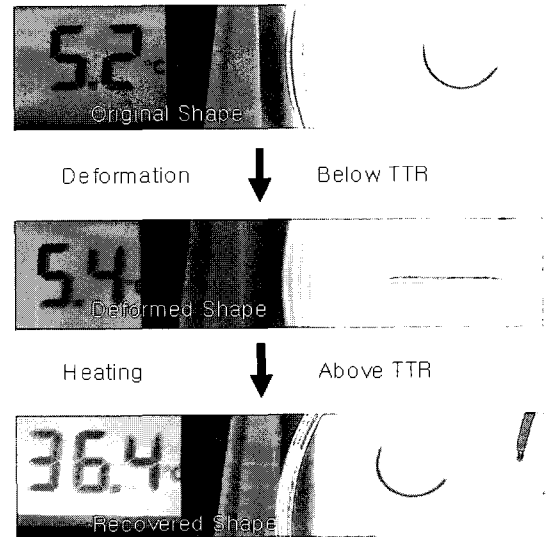 5.2 °C
Original Shape
Deformation Below TTR
5.4
Deformed Shape
Heating Above TTR
36.4 °C
Recovered Shape